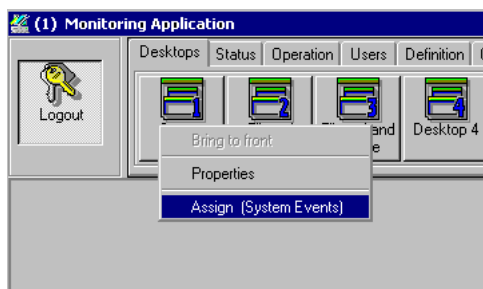 (1) Monitoring Application
Desktops Status Operation Users Definition
Logout
1 2 3 4
and Desktop 4
e
Bring to front
Properties
Assign (System Events)